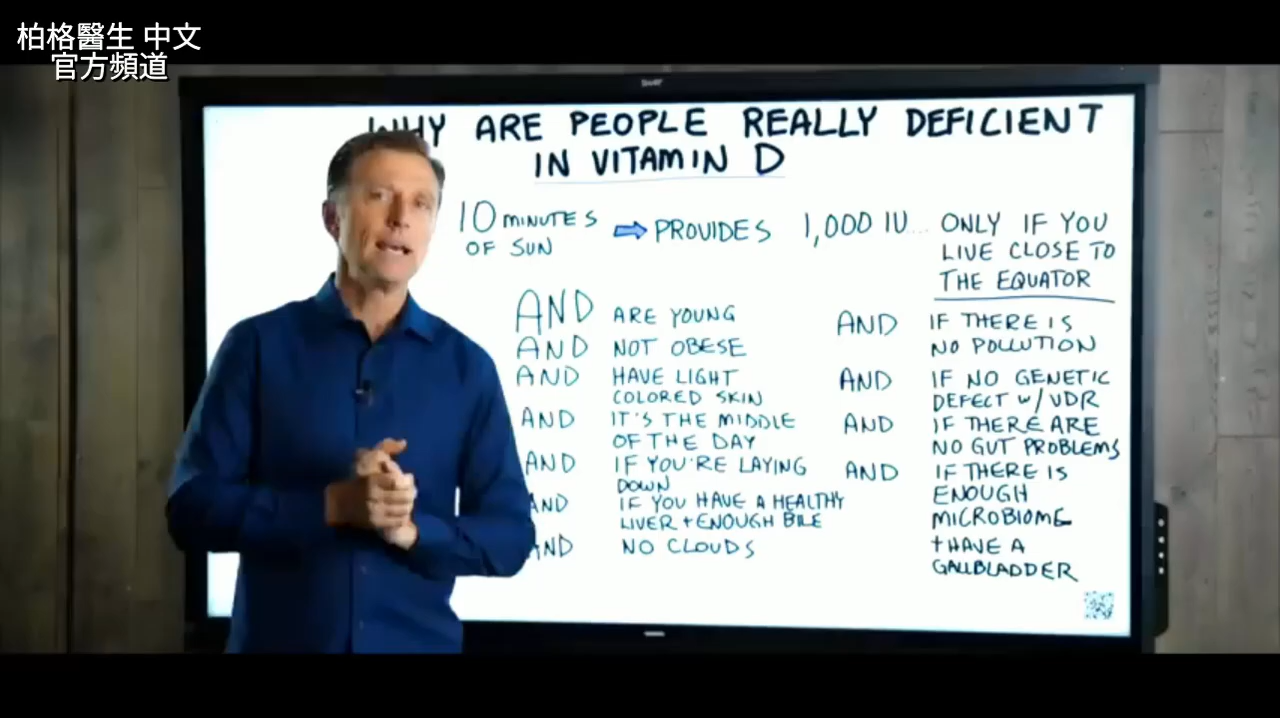 柏格醫生 中文
官方頻道
WHY ARE PEOPLE REALLY DEFICIENT
IN VITAMIN D
10 MINUTES
OF SUN
PROVIDES 1,000 IU...
ONLY IF YOU
LIVE CLOSE TO
THE EQUATOR
AND ARE YOUNG
AND NOT OBESE
AND HAVE LIGHT
COLORED SKIN
AND IT'S THE MIDDLE
OF THE DAY
AND IF YOU'RE LAYING
DOWN
AND IF YOU HAVE A HEALTHY
LIVER + ENOUGH BILE
AND NO CLOUDS
AND IF THERE IS
NO POLLUTION
AND IF NO GENETIC
DEFECT W/ VDR
AND IF THERE ARE
NO GUT PROBLEMS
AND IF THERE IS
ENOUGH
MICROBIOME
+ HAVE A
GALLBLADDER